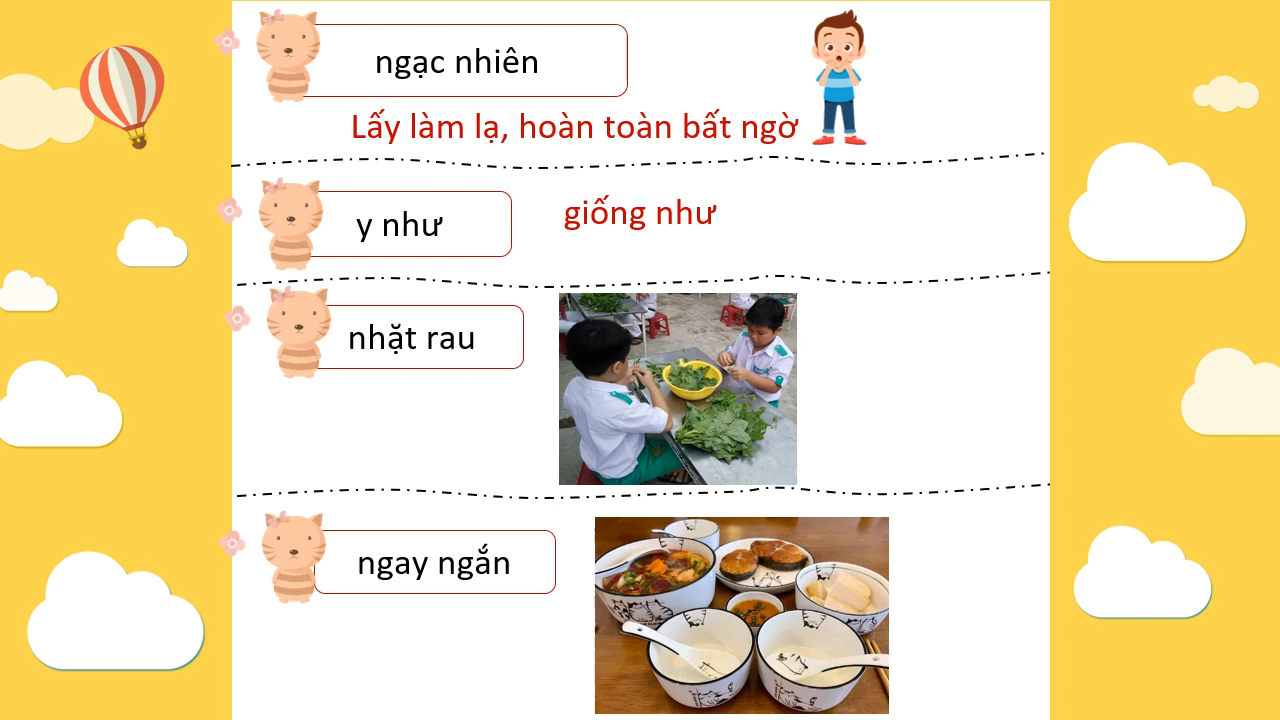 ngạc nhiên
Lấy làm lạ, hoàn toàn bất ngờ
y như
giống như
nhặt rau
ngay ngắn